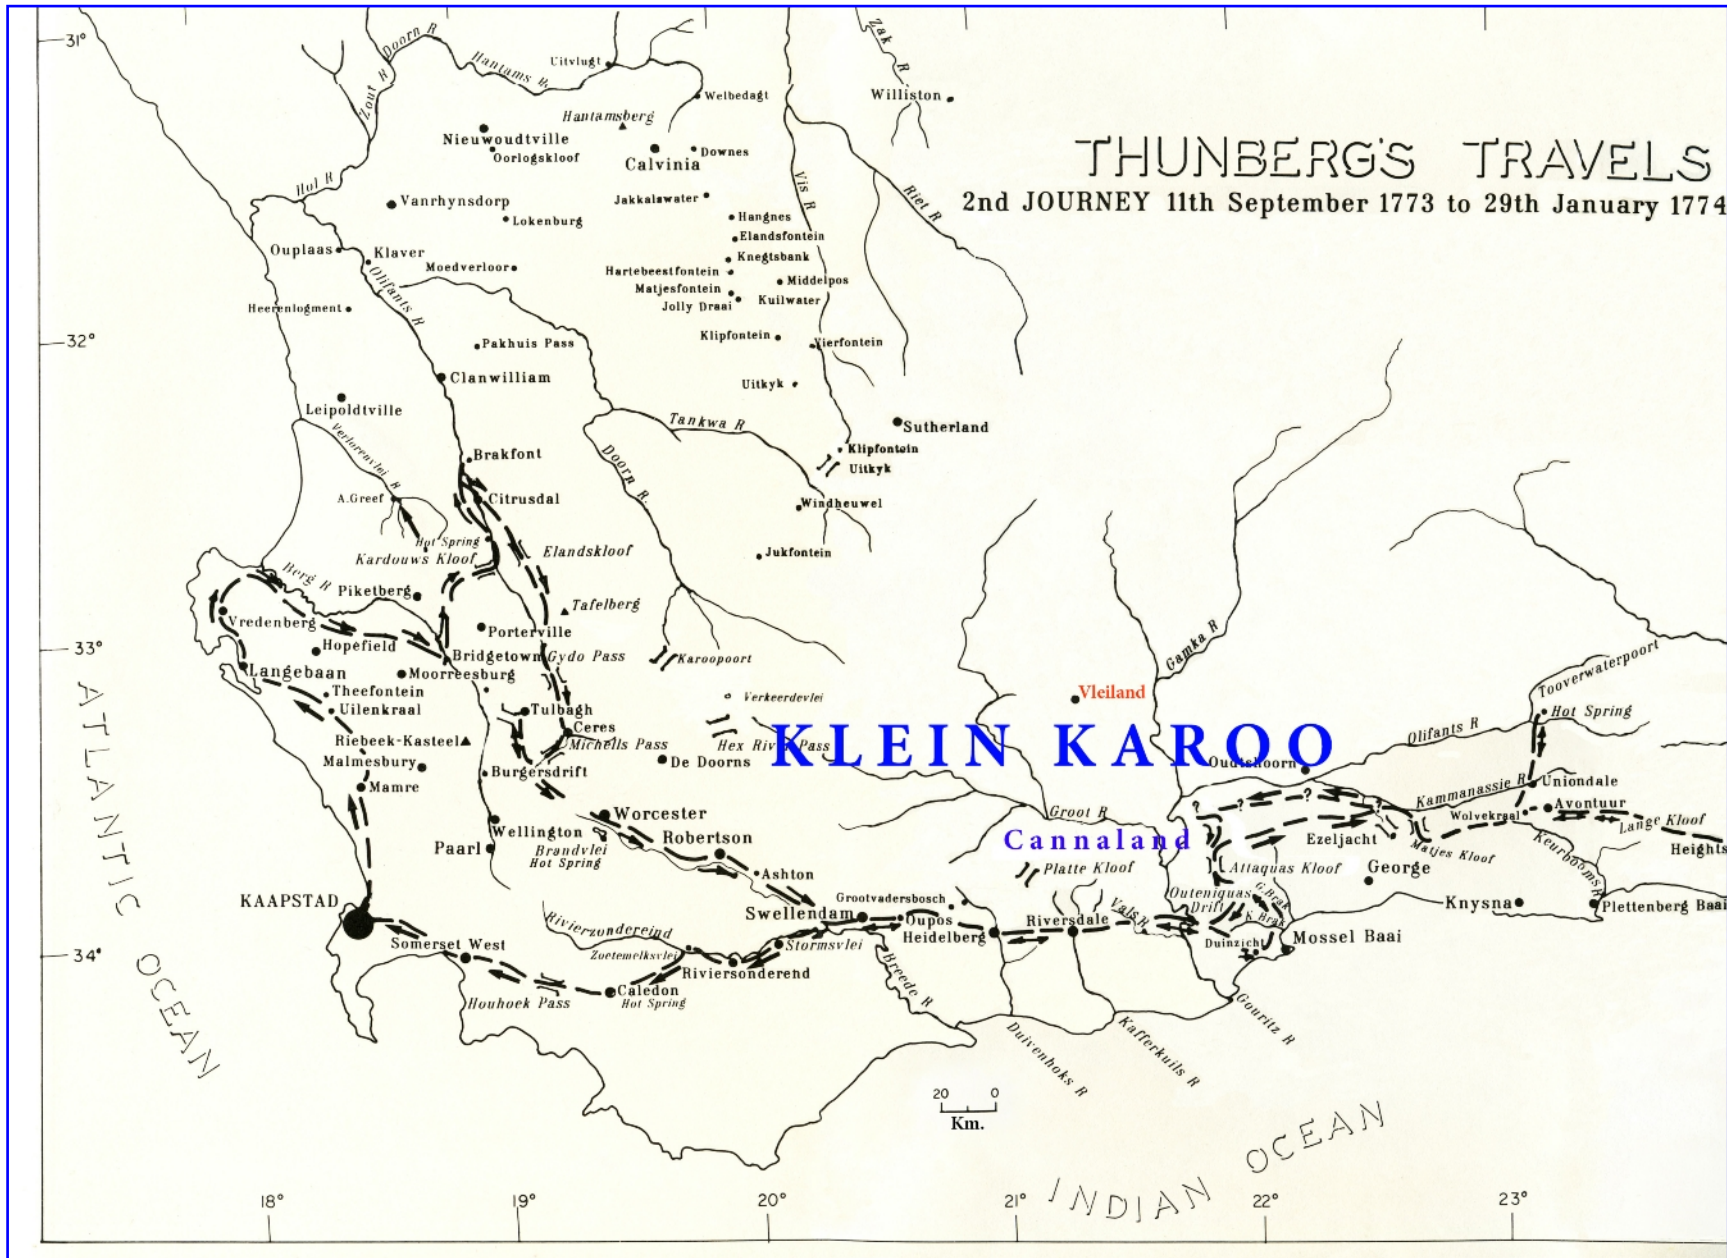 THUNBERG'S TRAVELS
2nd JOURNEY 11th September 1773 to 29th January 1774
31°
32°
33°
34°
Doorn R
Zout R
Hantams R
Uitvlugt
Welbedagt
Zak R
Williston
Hantamsberg
Nieuwoudtville
Oorlogskloof
Calvinia
Downes
Hol R
Vanrhynsdorp
Lokenburg
Jakkalswater
Vis R
Riet R
Hangnes
Elandsfontein
Knegtsbank
Ouplaas
Klaver
Olifants R
Moedverloor
Hartebeestfontein
Middelpos
Matjesfontein
Kuilwater
Jolly Draai
Heerenlogment
Klipfontein
Vierfontein
Pakhuis Pass
Clanwilliam
Uitkyk
Leipoldtville
Tankwa R
Sutherland
Verlorenvlei R
Doorn R.
Klipfontein
Uitkyk
Brakfont
Citrusdal
A.Greef
Windheuwel
Hot Spring
Kardouws Kloof
Elandskloof
Jukfontein
Berg R
Piketberg
Tafelberg
Vredenberg
Porterville
Hopefield
Bridgetown
Gydo Pass
Karoopoort
Gamka R
Langebaan
Moorreesburg
Theefontein
Uilenkraal
Tulbagh
Verkeerdevlei
Vleiland
Tooverwaterpoort
Hot Spring
Riebeek-Kasteel
Ceres
Michells Pass
Hex River Pass
KLEIN KAROO
Olifants R
Malmesbury
De Doorns
Oudtshoorn
Burgersdrift
Mamre
Kammanassie R
Uniondale
Worcester
Groot R
Wolvekraal
Avontuur
Wellington
Brandvlei
Hot Spring
Robertson
Cannaland
? ? ? ?
Ezeljacht
Matjes Kloof
Lange Kloof
Heights
Paarl
Ashton
Platte Kloof
Attaquas Kloof
George
Keurbooms R
KAAPSTAD
Grootvadersbosch
Outeniquas
Drift
G.Brak
K.Brak
Knysna
Plettenberg Baai
Swellendam
Oupos
Heidelberg
Riversdale
Vals R
Duinzicht
Mossel Baai
Rivierzondereind
Somerset West
Zoetemelksvlei
Stormsvlei
Riviersonderend
Caledon
Hot Spring
Houhoek Pass
Breede R
Duivenhoks R
Kafferkuils R
Gouritz R
ATLANTIC OCEAN
INDIAN OCEAN
20 0
Km.
18° 19° 20° 21° 22° 23°